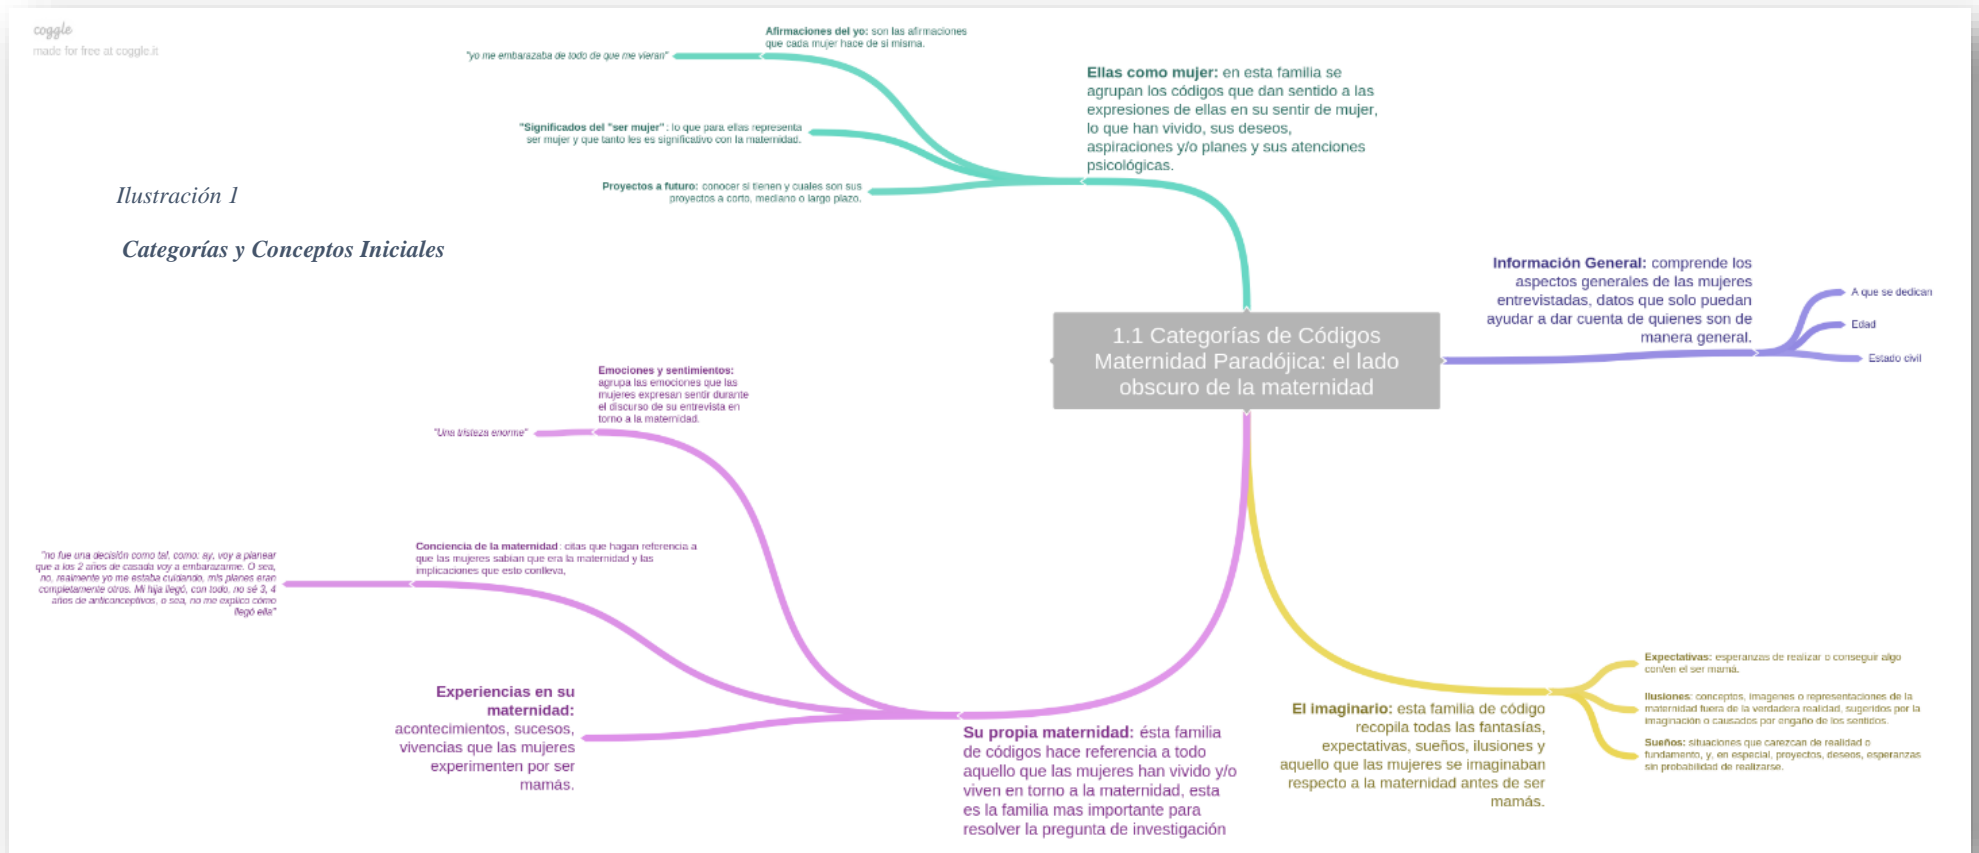 coggle
made for free at coggle.it
Ilustración 1
Categorías y Conceptos Iniciales
1.1 Categorías de Códigos
Maternidad Paradójica: el lado
obscuro de la maternidad
Ellas como mujer: en esta familia se
agrupan los códigos que dan sentido a las
expresiones de ellas en su sentir de mujer,
lo que han vivido, sus deseos,
aspiraciones y/o planes y sus atenciones
psicológicas.
Afirmaciones del yo: son las afirmaciones
que cada mujer hace de si misma.
"yo me embarazaba de todo de que me vieran"
"Significados del "ser mujer" : lo que para ellas representa
ser mujer y que tanto les es significativo con la maternidad.
Proyectos a futuro: conocer si tienen y cuales son sus
proyectos a corto, mediano o largo plazo.
Información General: comprende los
aspectos generales de las mujeres
entrevistadas, datos que solo puedan
ayudar a dar cuenta de quienes son de
manera general.
A que se dedican
Edad
Estado civil
Emociones y sentimientos:
agrupa las emociones que las
mujeres expresan sentir durante
el discurso de su entrevista en
torno a la maternidad.
"Una tristeza enorme"
Conciencia de la maternidad: citas que hagan referencia a
que las mujeres sabían que era la maternidad y las
implicaciones que esto conlleva,
"no fue una decisión como tal, como: ay, voy a planear
que a los 2 años de casada voy a embarazarme. O sea,
no, realmente yo me estaba cuidando, mis planes eran
completamente otros. Mi hija llegó, con todo, no sé 3, 4
años de anticonceptivos, o sea, no me explico cómo
llegó ella"
Experiencias en su
maternidad:
acontecimientos, sucesos,
vivencias que las mujeres
experimenten por ser
mamás.
Su propia maternidad: ésta familia
de códigos hace referencia a todo
aquello que las mujeres han vivido y/o
viven en torno a la maternidad, esta
es la familia mas importante para
resolver la pregunta de investigación
El imaginario: esta familia de código
recopila todas las fantasías,
expectativas, sueños, ilusiones y
aquello que las mujeres se imaginaban
respecto a la maternidad antes de ser
mamás.
Expectativas: esperanzas de realizar o conseguir algo
con/en el ser mamá.
Ilusiones: conceptos, imagenes o representaciones de la
maternidad fuera de la verdadera realidad, sugeridos por la
imaginación o causados por engaño de los sentidos.
Sueños: situaciones que carezcan de realidad o
fundamento, y, en especial, proyectos, deseos, esperanzas
sin probabilidad de realizarse.